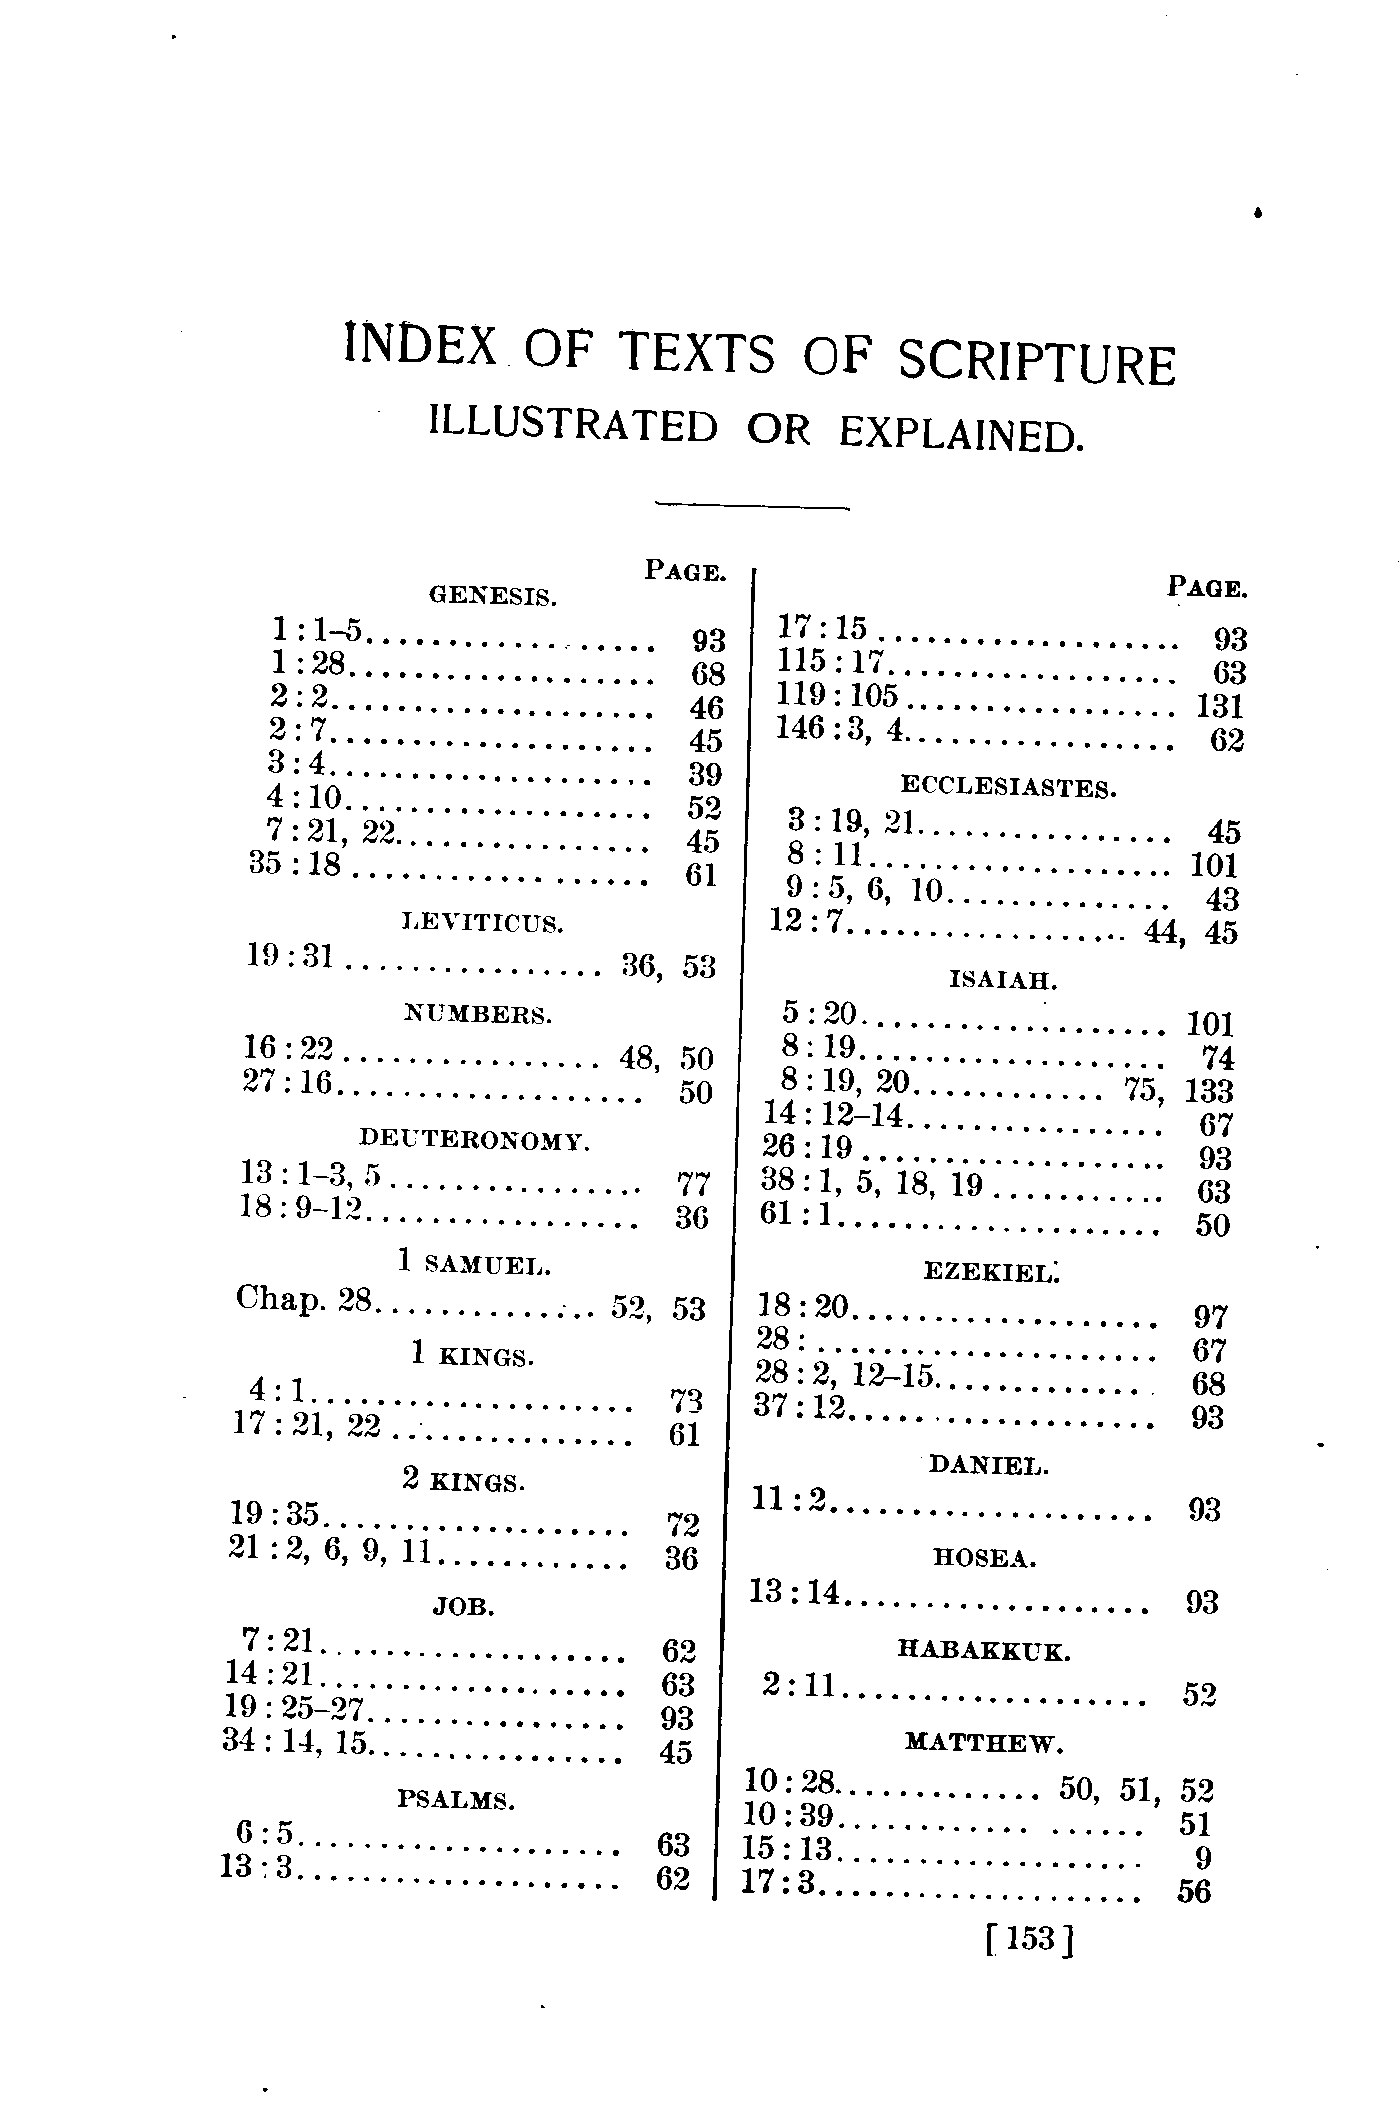 INDEX OF TEXTS OF SCRIPTURE
ILLUSTRATED OR EXPLAINED.
PAGE.
GENESIS.
1 : 1–5.................. 93
1 : 28................... 68
2 : 2.................... 46
2 : 7.................... 45
3 : 4.................... 39
4 : 10................... 52
7 : 21, 22................ 45
35 : 18 .................. 61
LEVITICUS.
19 : 31 ................ 36, 53
NUMBERS.
16 : 22 ................ 48, 50
27 : 16................... 50
DEUTERONOMY.
13 : 1–3, 5 ................ 77
18 : 9–12................. 36
1 SAMUEL.
Chap. 28.............. 52, 53
1 KINGS.
4 : 1.................... 73
17 : 21, 22 ............... 61
2 KINGS.
19 : 35................... 72
21 : 2, 6, 9, 11............ 36
JOB.
7 : 21................... 62
14 : 21................... 63
19 : 25–27................ 93
34 : 14, 15................ 45
PSALMS.
6 : 5.................... 63
13 : 3.................... 62
PAGE.
17 : 15 ................... 93
115 : 17.................. 63
119 : 105 ................. 131
146 : 3, 4................. 62
ECCLESIASTES.
3 : 19, 21................ 45
8 : 11................... 101
9 : 5, 6, 10.............. 43
12 : 7.................. 44, 45
ISAIAH.
5 : 20................... 101
8 : 19................... 74
8 : 19, 20............ 75, 133
14 : 12–14................ 67
26 : 19 ................... 93
38 : 1, 5, 18, 19 ........... 63
61 : 1.................... 50
EZEKIEL.
18 : 20................... 97
28 : ..................... 67
28 : 2, 12–15.............. 68
37 : 12................... 93
DANIEL.
11 : 2.................... 93
HOSEA.
13 : 14................... 93
HABAKKUK.
2 : 11................... 52
MATTHEW.
10 : 28............. 50, 51, 52
10 : 39............ ...... 51
15 : 13................... 9
17 : 3.................... 56
[ 153 ]